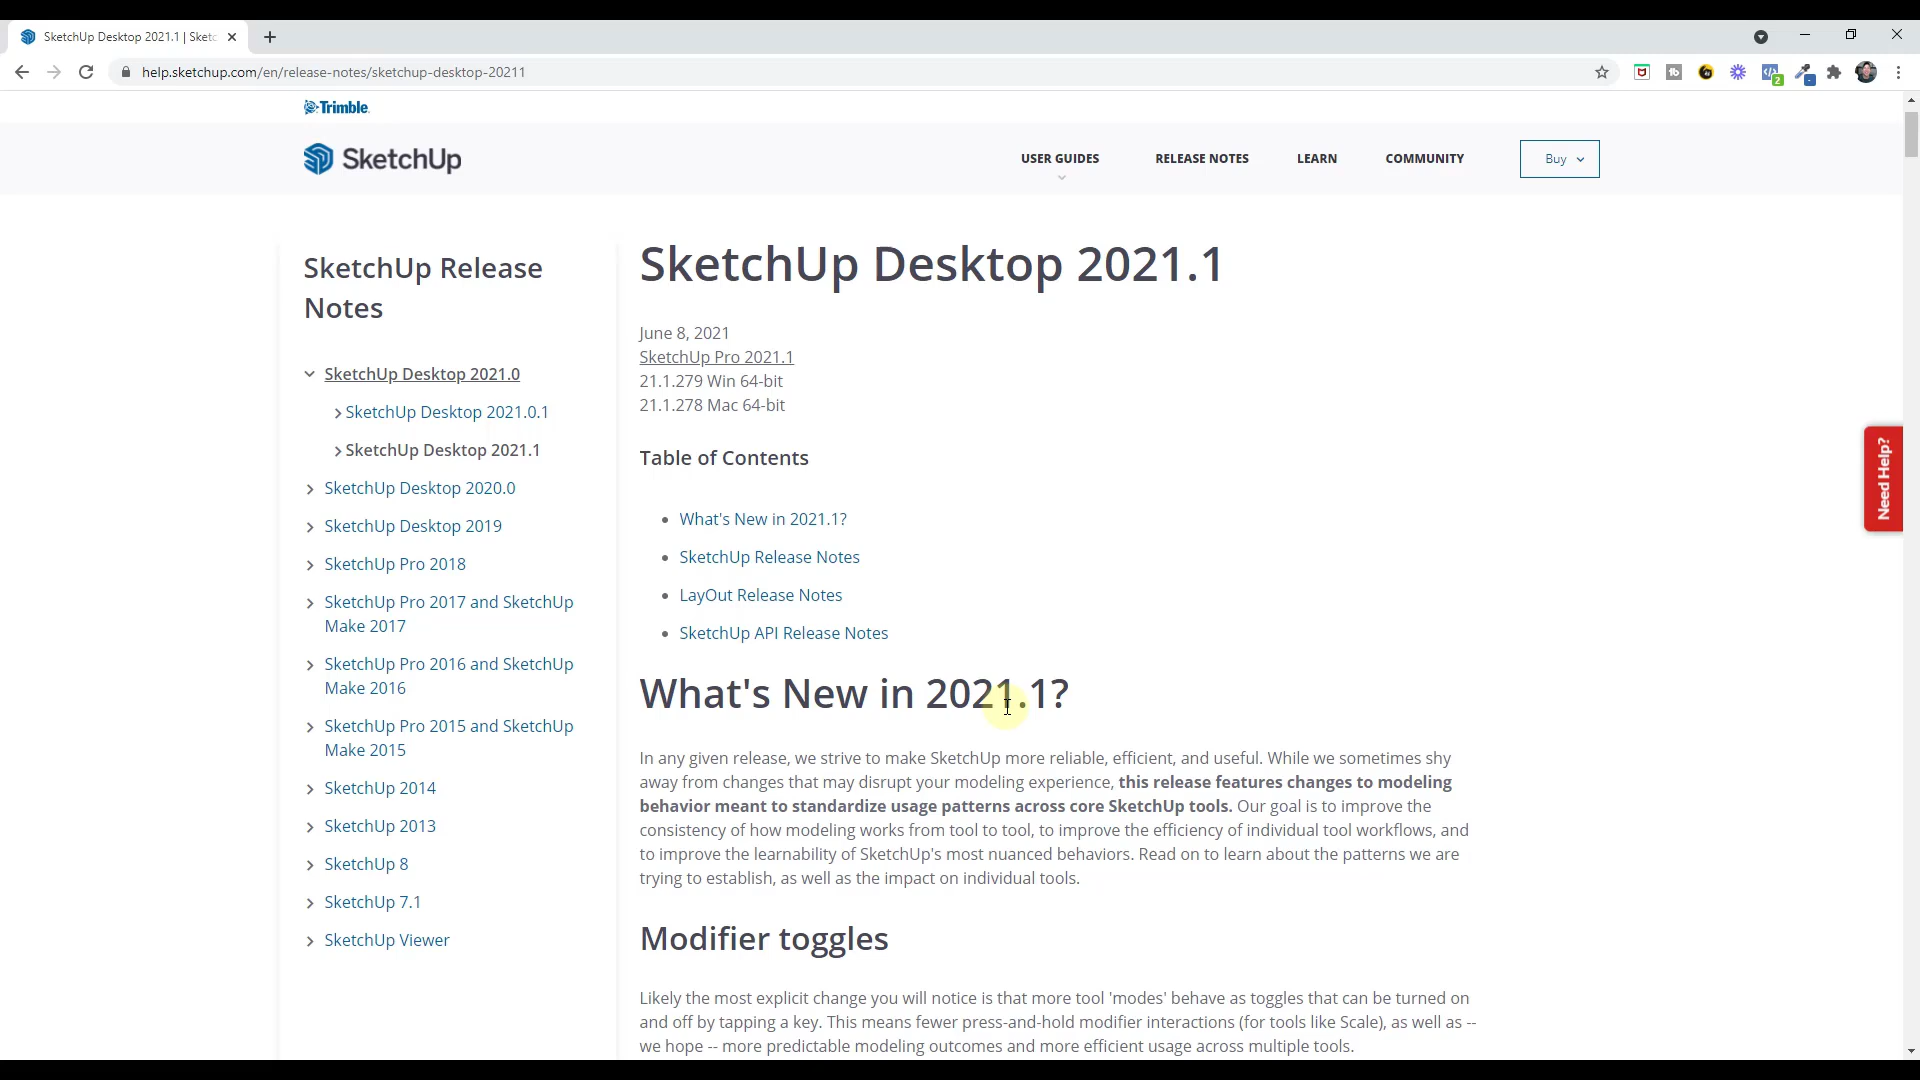 SketchUp Desktop 2021.1 | Sketc
help.sketchup.com/en/release-notes/sketchup-desktop-20211
2
Trimble.
SketchUp
USER GUIDES
RELEASE NOTES
LEARN
COMMUNITY
Buy
SketchUp Release
Notes
SketchUp Desktop 2021.0
SketchUp Desktop 2021.0.1
SketchUp Desktop 2021.1
SketchUp Desktop 2020.0
SketchUp Desktop 2019
SketchUp Pro 2018
SketchUp Pro 2017 and SketchUp
Make 2017
SketchUp Pro 2016 and SketchUp
Make 2016
SketchUp Pro 2015 and SketchUp
Make 2015
SketchUp 2014
SketchUp 2013
SketchUp 8
SketchUp 7.1
SketchUp Viewer
SketchUp Desktop 2021.1
June 8, 2021
SketchUp Pro 2021.1
21.1.279 Win 64-bit
21.1.278 Mac 64-bit
Table of Contents
What's New in 2021.1?
SketchUp Release Notes
LayOut Release Notes
SketchUp API Release Notes
What's New in 2021.1?
In any given release, we strive to make SketchUp more reliable, efficient, and useful. While we sometimes shy
away from changes that may disrupt your modeling experience, this release features changes to modeling
behavior meant to standardize usage patterns across core SketchUp tools. Our goal is to improve the
consistency of how modeling works from tool to tool, to improve the efficiency of individual tool workflows, and
to improve the learnability of SketchUp's most nuanced behaviors. Read on to learn about the patterns we are
trying to establish, as well as the impact on individual tools.
Modifier toggles
Likely the most explicit change you will notice is that more tool 'modes' behave as toggles that can be turned on
and off by tapping a key. This means fewer press-and-hold modifier interactions (for tools like Scale), as well as --
we hope -- more predictable modeling outcomes and more efficient usage across multiple tools.
Need Help?